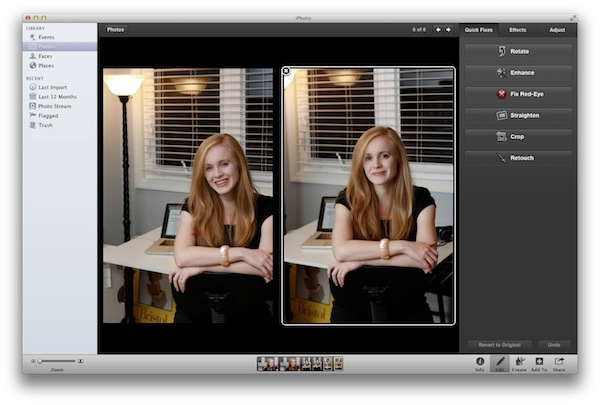 iPhoto
LIBRARY
Events
Photos
Faces
Places
RECENT
Last Import
Last 12 Months
Photo Stream
Flagged
Trash
Photos
6 of 6
Quick Fixes
Effects
Adjust
Rotate
Enhance
Fix Red-Eye
Straighten
Crop
Retouch
Bristol
Bristol
Revert to Original
Undo
Zoom
Info
Edit
Create
Add To
Share